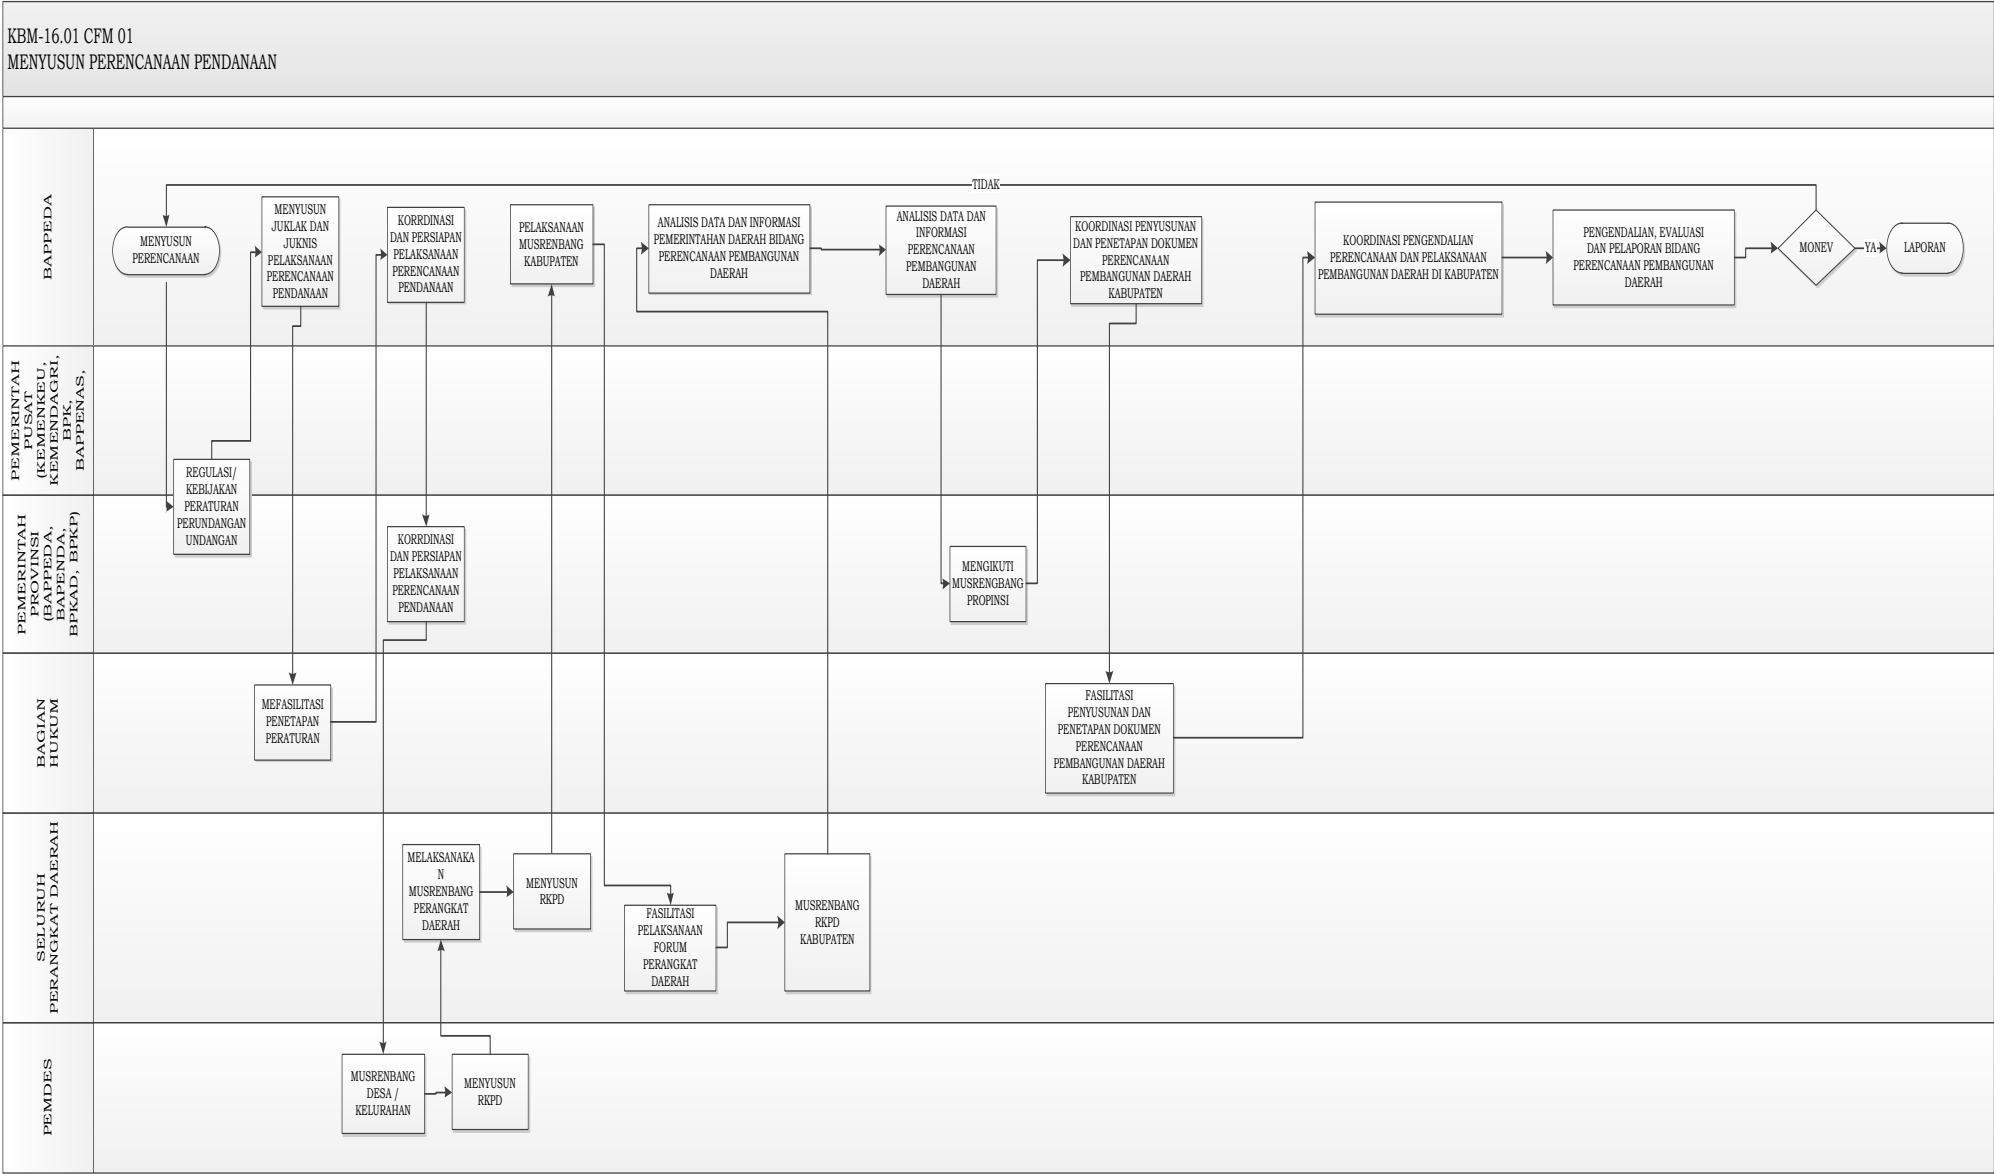 KBM-16.01 CFM 01
MENYUSUN PERENCANAAN PENDANAAN
BAPPEDA
TIDAK
MENYUSUN
PERENCANAAN
MENYUSUN
JUKLAK DAN
JUKNIS
PELAKSANAAN
PERENCANAAN
PENDANAAN
KORRDINASI
DAN PERSIAPAN
PELAKSANAAN
PERENCANAAN
PENDANAAN
PELAKSANAAN
MUSRENBANG
KABUPATEN
ANALISIS DATA DAN INFORMASI
PEMERINTAHAN DAERAH BIDANG
PERENCANAAN PEMBANGUNAN
DAERAH
ANALISIS DATA DAN
INFORMASI
PERENCANAAN
PEMBANGUNAN
DAERAH
KOORDINASI PENYUSUNAN
DAN PENETAPAN DOKUMEN
PERENCANAAN
PEMBANGUNAN DAERAH
KABUPATEN
KOORDINASI PENGENDALIAN
PERENCANAAN DAN PELAKSANAAN
PEMBANGUNAN DAERAH DI KABUPATEN
PENGENDALIAN, EVALUASI
DAN PELAPORAN BIDANG
PERENCANAAN PEMBANGUNAN
DAERAH
MONEV
YA
LAPORAN
PEMERINTAH
PUSAT
(KEMENKEU,
KEMENDAGRI,
BPK,
BAPPENAS,
REGULASI/
KEBIJAKAN
PERATURAN
PERUNDANGAN
UNDANGAN
PEMERINTAH
PROVINSI
(BAPPEDA,
BAPENDA,
BPKAD, BPKP)
KORRDINASI
DAN PERSIAPAN
PELAKSANAAN
PERENCANAAN
PENDANAAN
MENGIKUTI
MUSRENGBANG
PROPINSI
BAGIAN
HUKUM
MEFASILITASI
PENETAPAN
PERATURAN
FASILITASI
PENYUSUNAN DAN
PENETAPAN DOKUMEN
PERENCANAAN
PEMBANGUNAN DAERAH
KABUPATEN
SELURUH
PERANGKAT DAERAH
MELAKSANAKA
N
MUSRENBANG
PERANGKAT
DAERAH
MENYUSUN
RKPD
FASILITASI
PELAKSANAAN
FORUM
PERANGKAT
DAERAH
MUSRENBANG
RKPD
KABUPATEN
PEMDES
MUSRENBANG
DESA /
KELURAHAN
MENYUSUN
RKPD